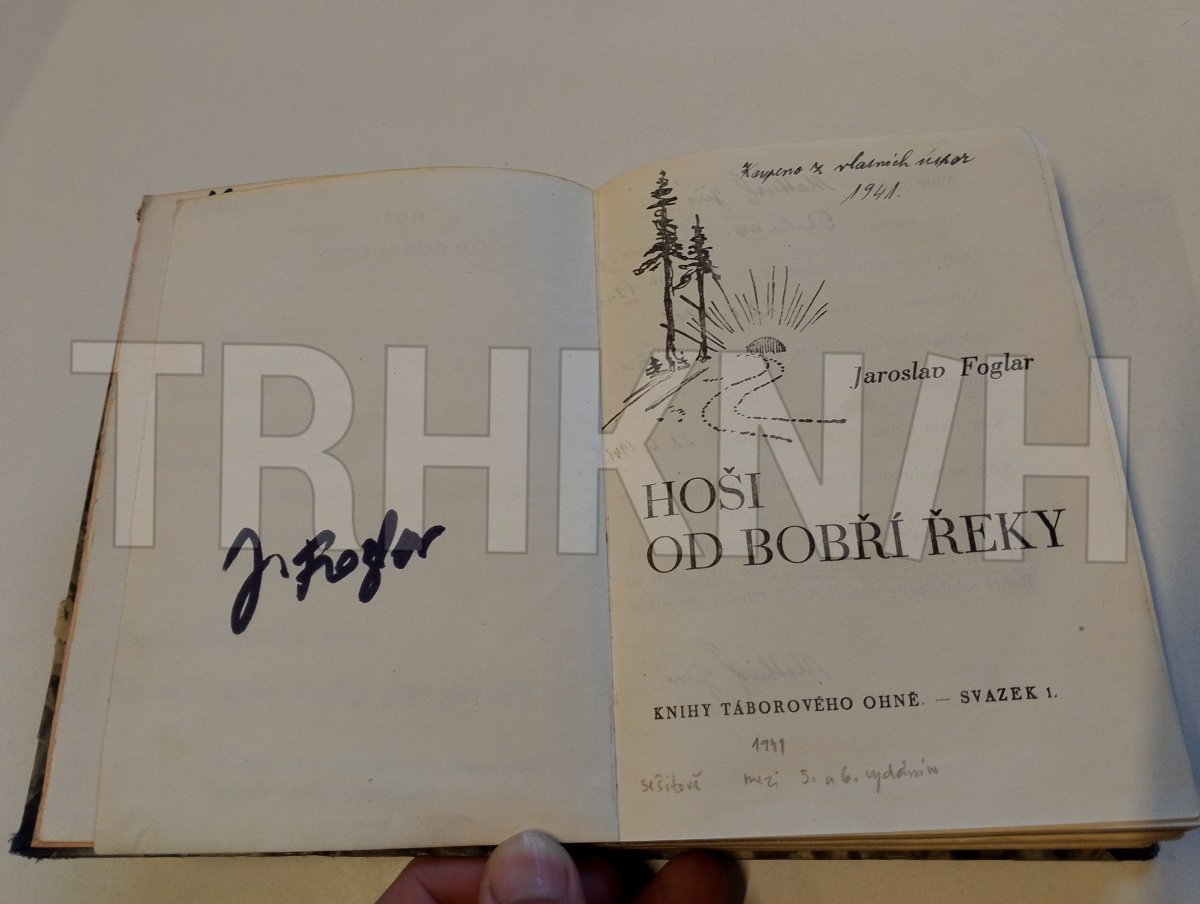 J. Foglar
Koupeno z vlastních úspor
1941.
Jaroslav Foglar
HOŠI
OD BOBŘÍ ŘEKY
KNIHY TÁBOROVÉHO OHNĚ. — SVAZEK 1.
1941
sešitově mezi 5. a 6. vydáním
TRHKNIH